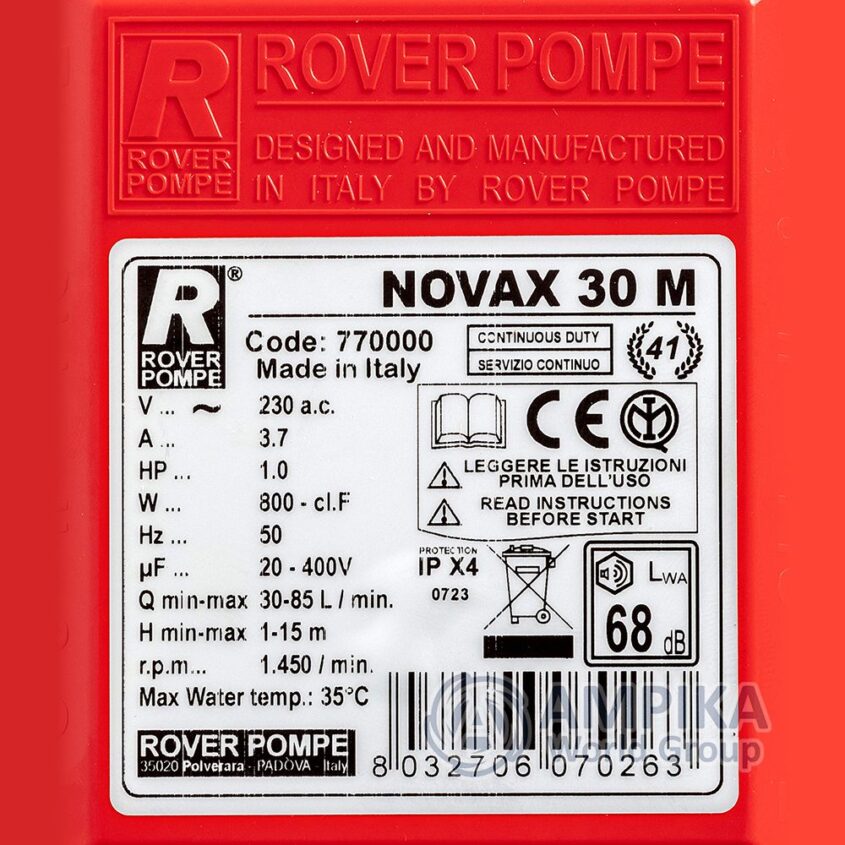 R ROVER POMPE
ROVER POMPE
DESIGNED AND MANUFACTURED
IN ITALY BY ROVER POMPE
R®
ROVER
POMPE
NOVAX 30 M
Code: 770000
Made in Italy
CONTINUOUS DUTY
SERVIZIO CONTINUO
41
V ... ~ 230 a.c.
A ... 3.7
HP ... 1.0
W ... 800 - cl.F
Hz ... 50
µF ... 20 - 400V
Q min-max 30-85 L / min.
H min-max 1-15 m
r.p.m... 1.450 / min.
Max Water temp.: 35°C
CE
LEGGERE LE ISTRUZIONI
PRIMA DELL'USO
READ INSTRUCTIONS
BEFORE START
PROTECTION
IP X4
0723
LWA
68 dB
ROVER POMPE
35020 Polverara - PADOVA - Italy
8 032706 070263
AMPIKA
World Group